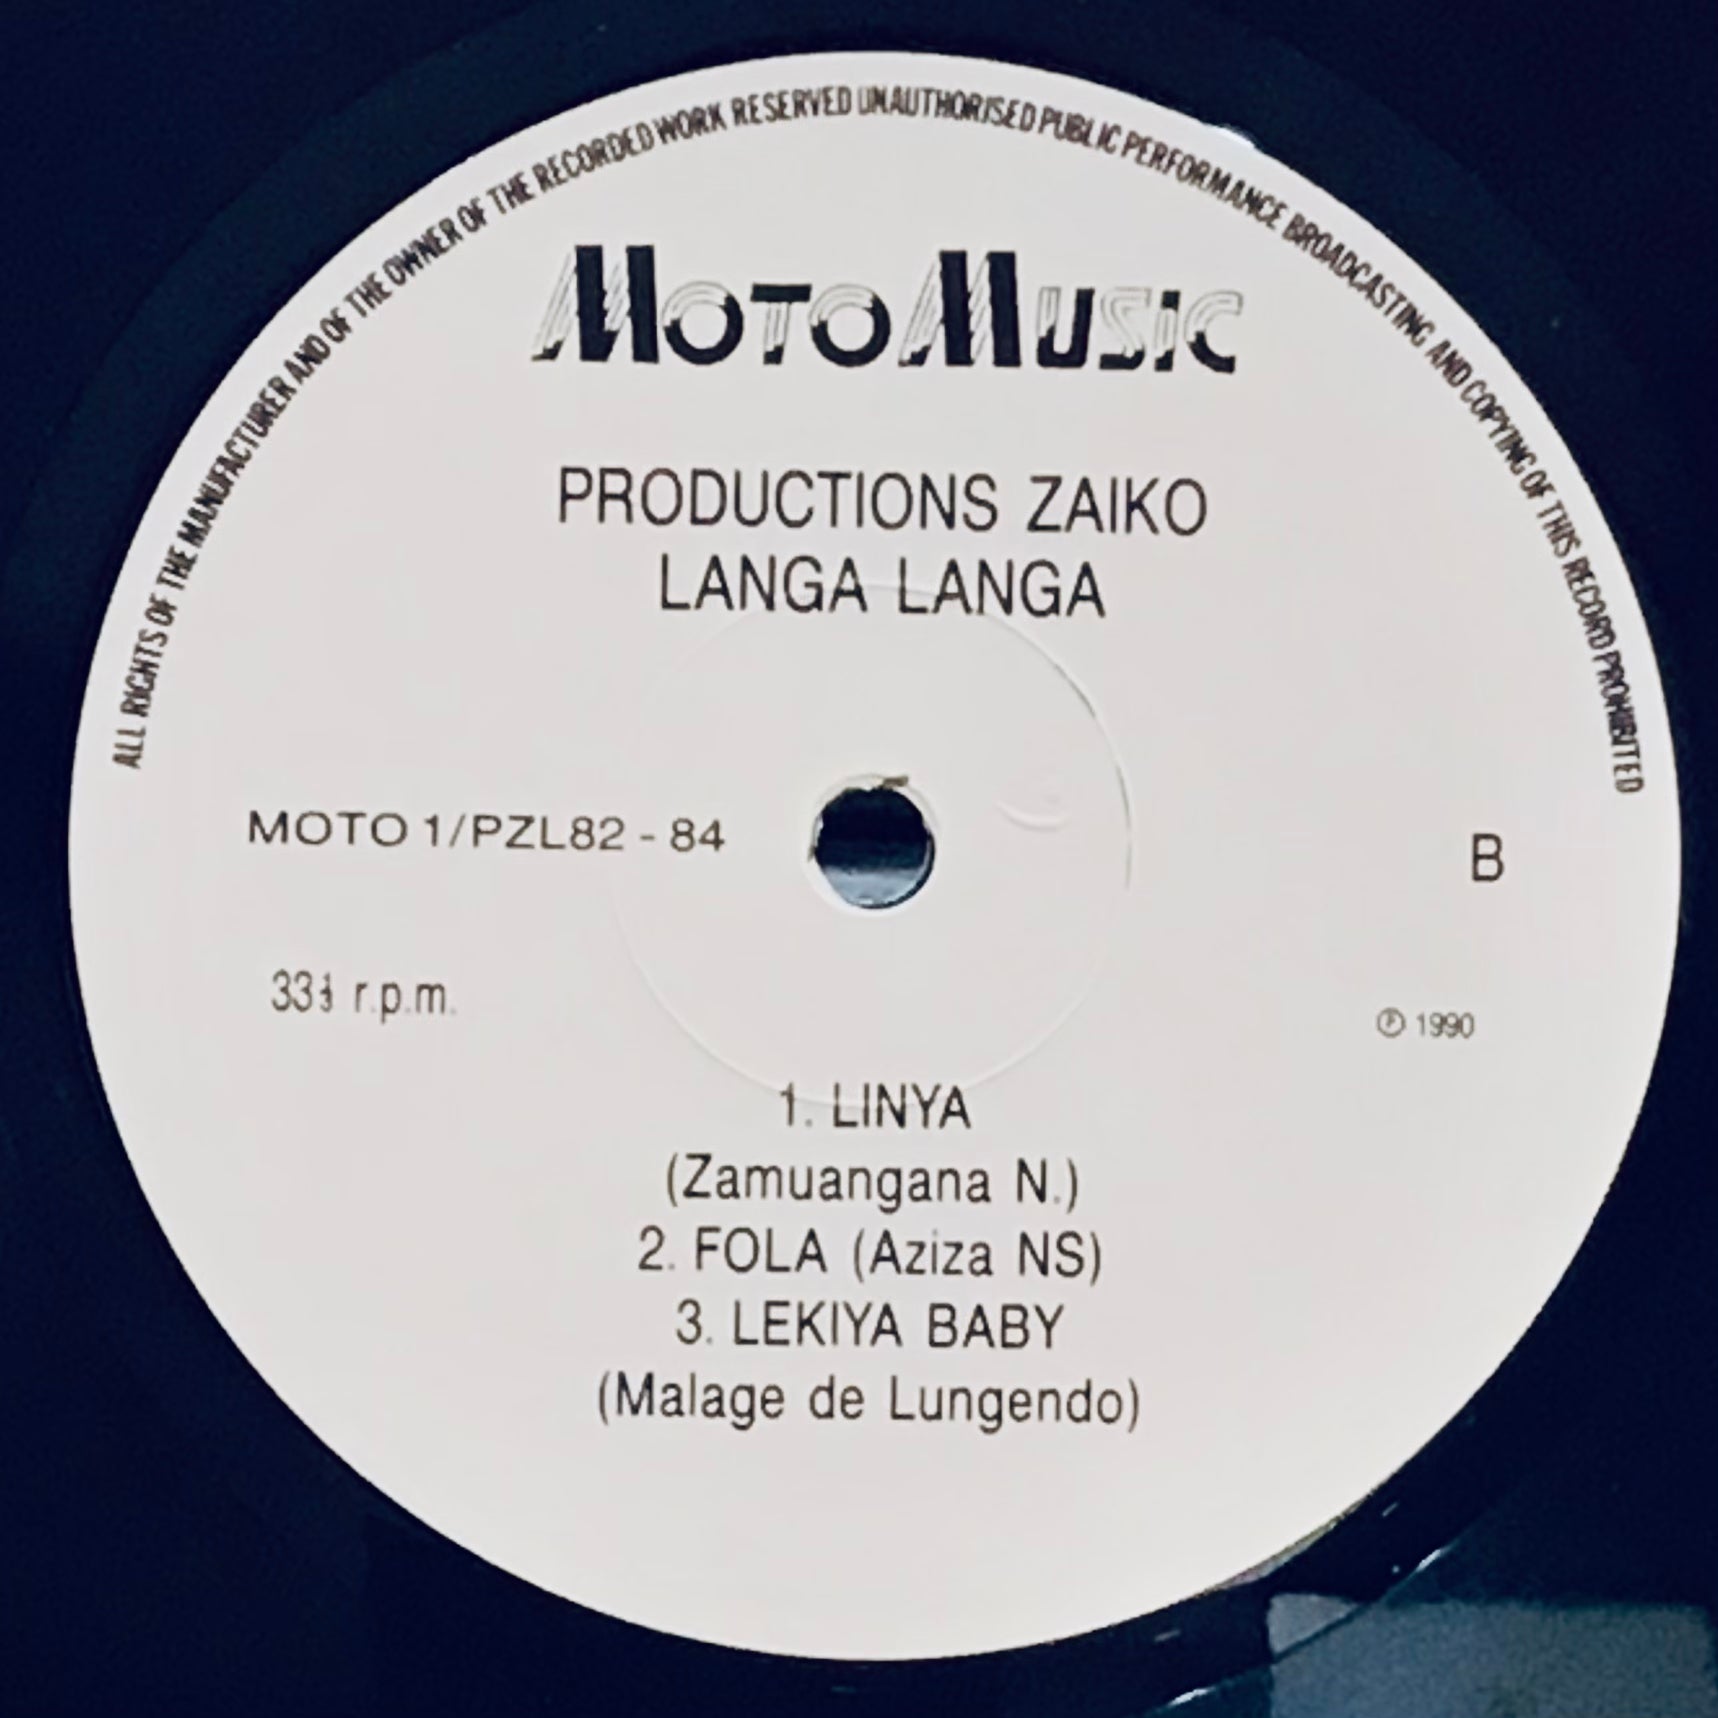 ALL RIGHTS OF THE MANUFACTURER AND OF THE OWNER OF THE RECORDED WORK RESERVED UNAUTHORISED PUBLIC PERFORMANCE BROADCASTING AND COPYING OF THIS RECORD PROHIBITED
MOTO MUSIC
PRODUCTIONS ZAIKO
LANGA LANGA
MOTO 1/PZL82 - 84
B
33⅓ r.p.m.
℗ 1990
1. LINYA
(Zamuangana N.)
2. FOLA (Aziza NS)
3. LEKIYA BABY
(Malage de Lungendo)